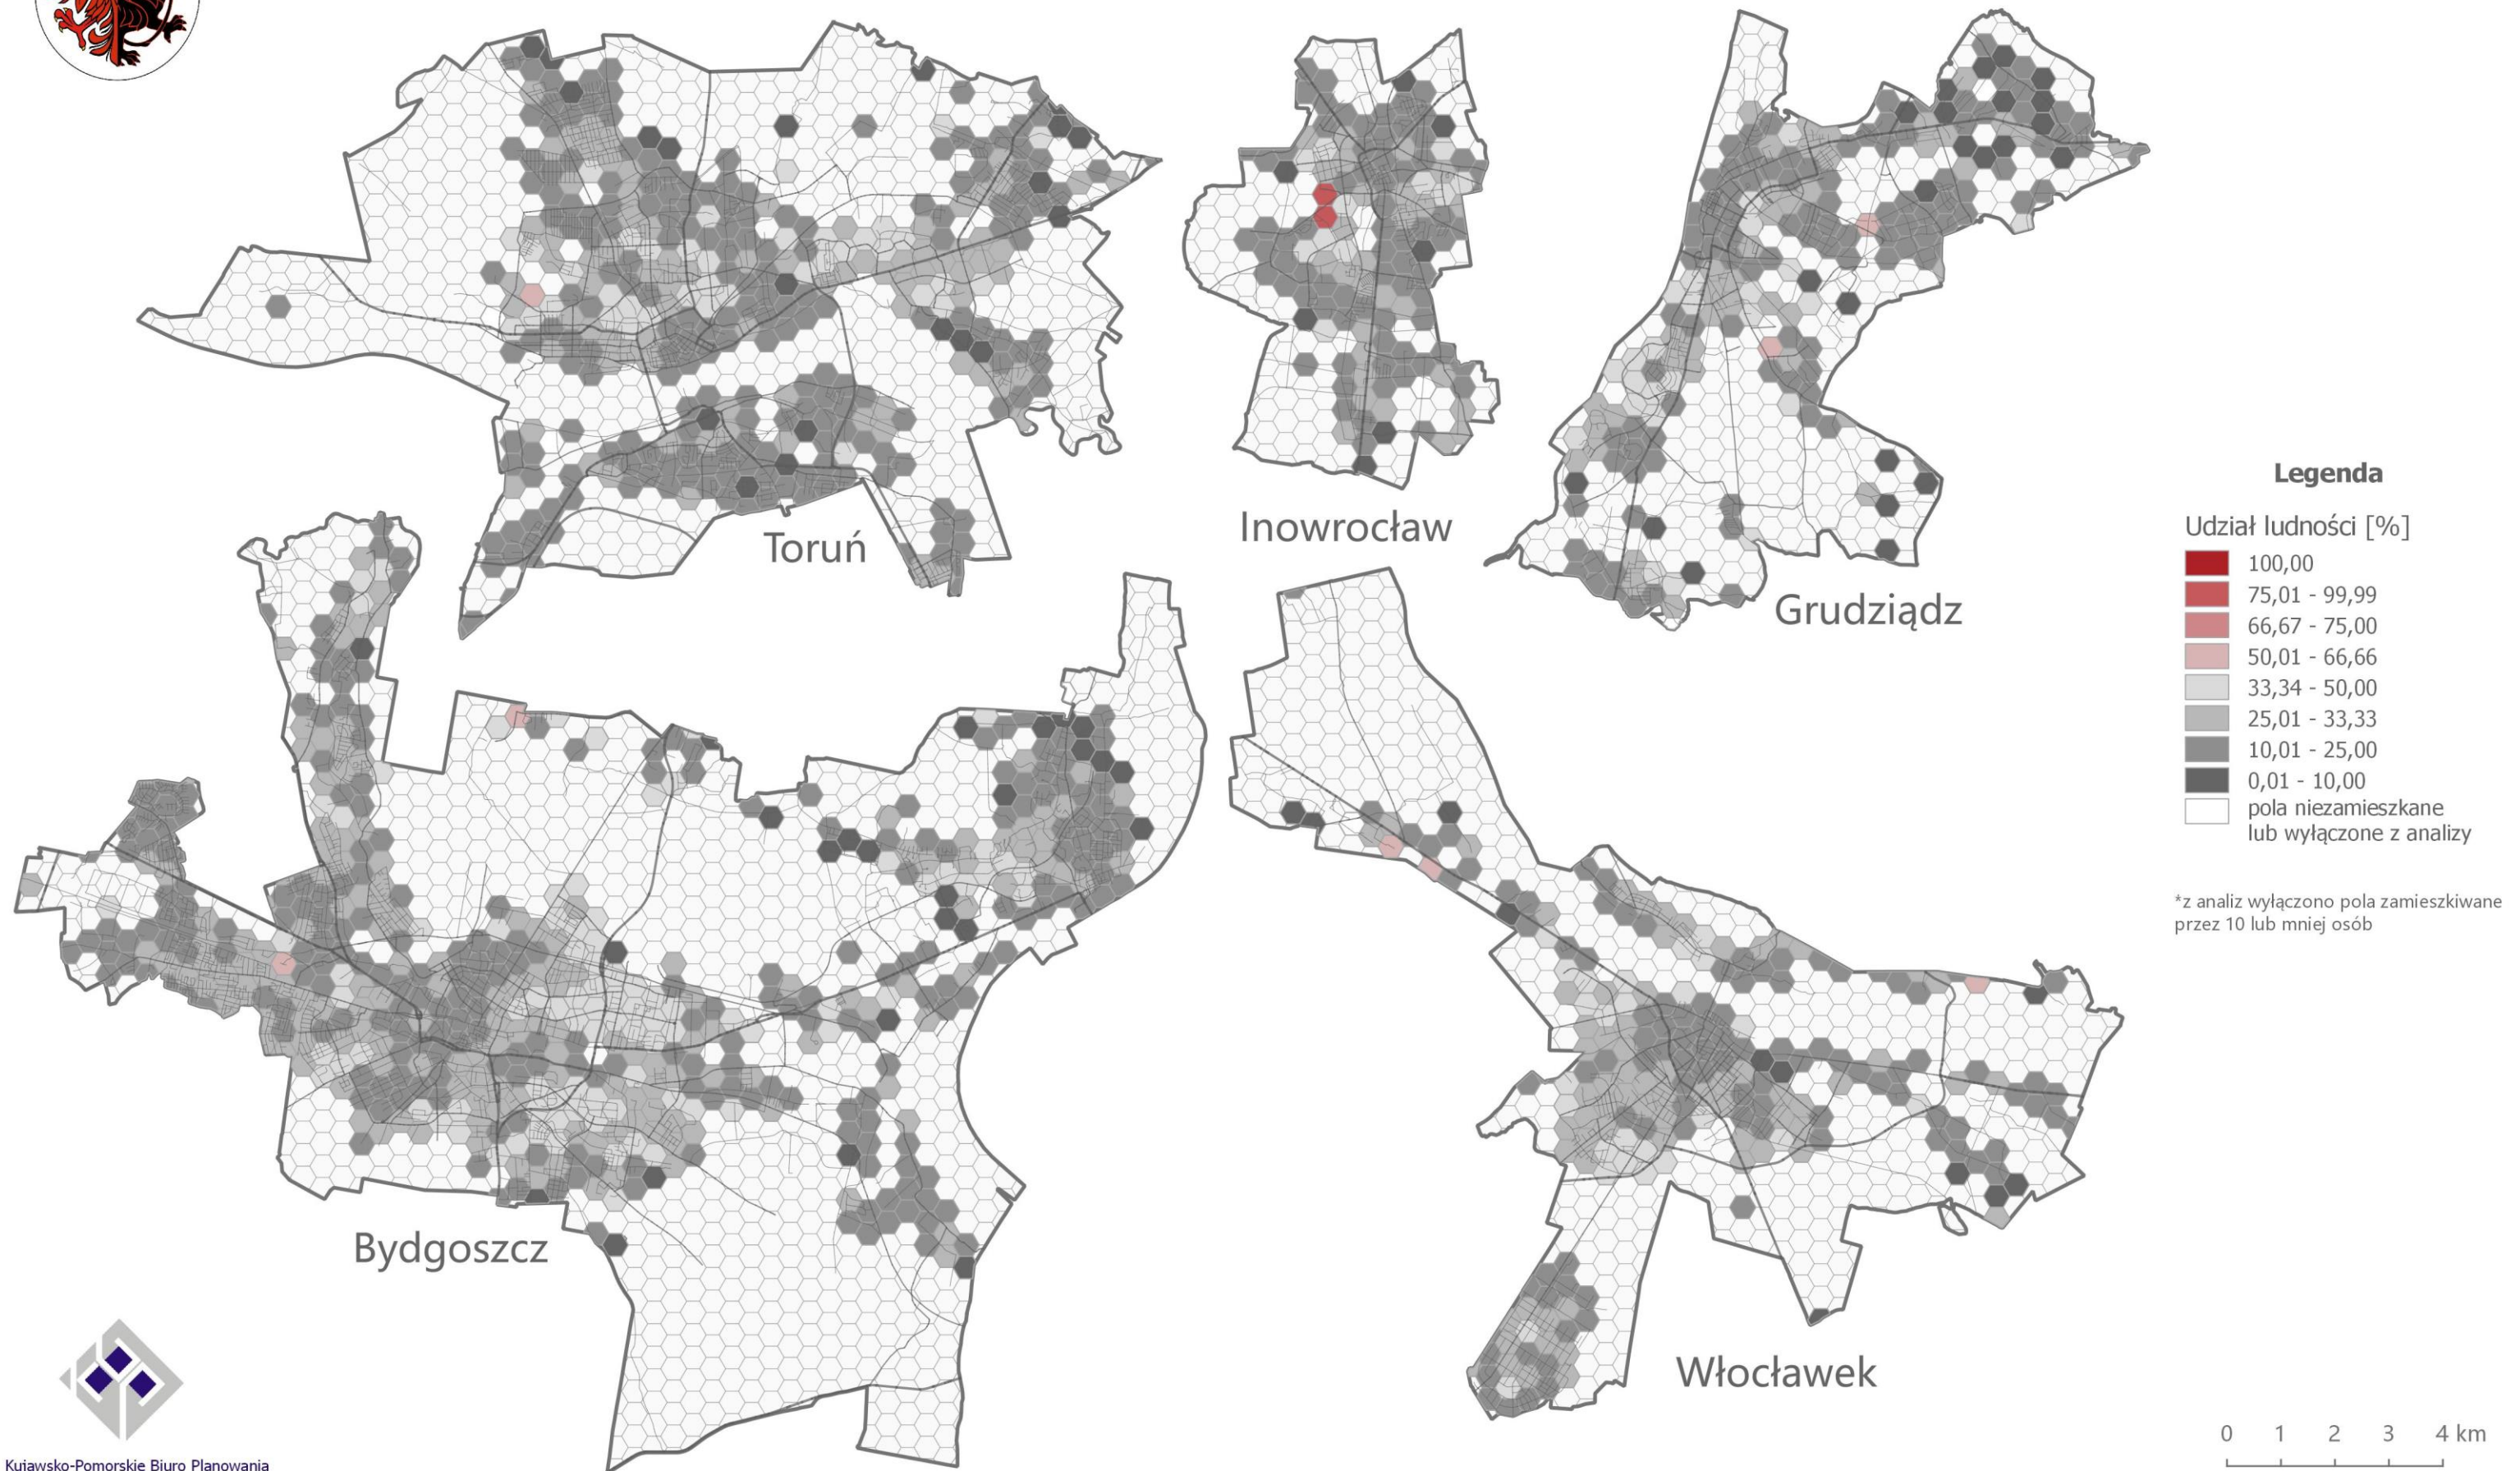 Toruń
Inowrocław
Grudziądz
Bydgoszcz
Włocławek
Legenda
Udział ludności [%]
100,00
75,01 - 99,99
66,67 - 75,00
50,01 - 66,66
33,34 - 50,00
25,01 - 33,33
10,01 - 25,00
0,01 - 10,00
pola niezamieszkane
lub wyłączone z analizy
*z analiz wyłączono pola zamieszkiwane
przez 10 lub mniej osób
0 1 2 3 4 km
Kujawsko-Pomorskie Biuro Planowania